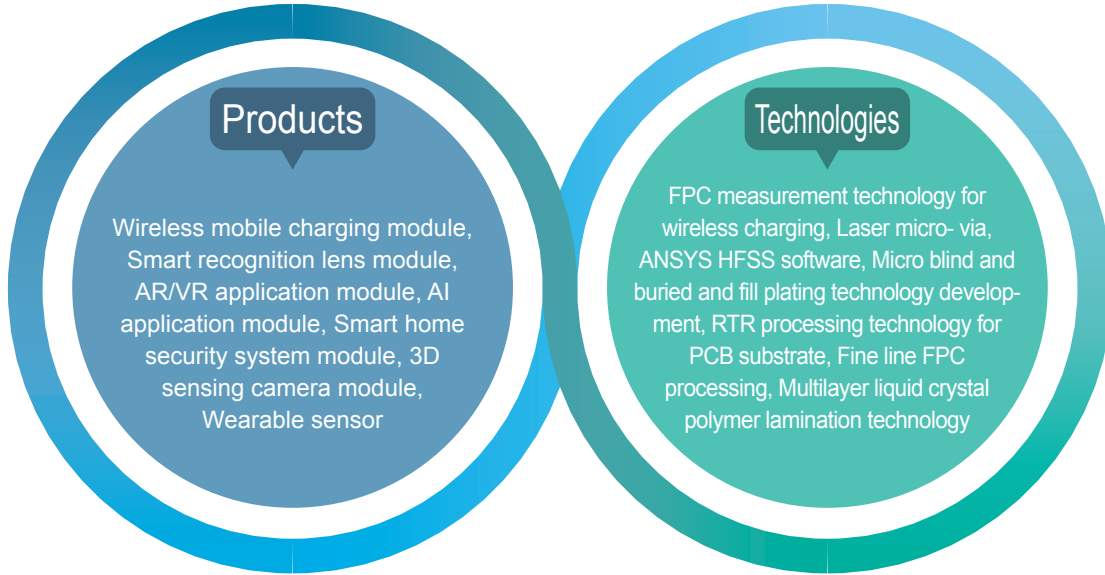 Products
Wireless mobile charging module,
Smart recognition lens module,
AR/VR application module, AI
application module, Smart home
security system module, 3D
sensing camera module,
Wearable sensor
Technologies
FPC measurement technology for
wireless charging, Laser micro- via,
ANSYS HFSS software, Micro blind and
buried and fill plating technology develop-
ment, RTR processing technology for
PCB substrate, Fine line FPC
processing, Multilayer liquid crystal
polymer lamination technology